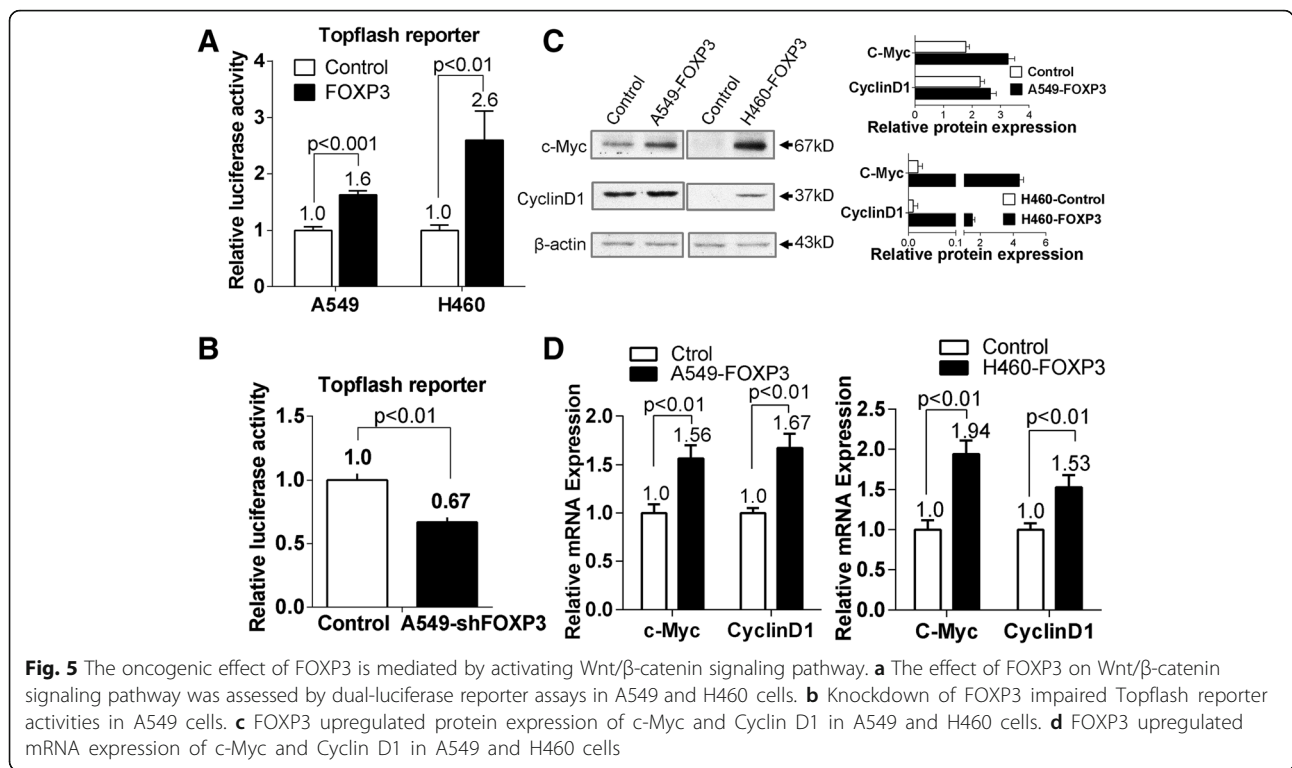 A
Topflash reporter
Control
FOXP3
Relative luciferase activity
4
3
2
1
0
p<0.001
1.0
1.6
p<0.01
1.0
2.6
A549
H460
C
Control
A549-FOXP3
Control
H460-FOXP3
c-Myc
67kD
CyclinD1
37kD
β-actin
43kD
C-Myc
CyclinD1
Control
A549-FOXP3
0 1 2 3 4
Relative protein expression
C-Myc
CyclinD1
H460-Control
H460-FOXP3
0.0 0.1 2 4 6
Relative protein expression
B
Topflash reporter
Relative luciferase activity
1.5
1.0
0.5
0.0
p<0.01
1.0
0.67
Control A549-shFOXP3
D
Ctrol
A549-FOXP3
Relative mRNA Expression
2.0
1.5
1.0
0.5
0.0
p<0.01
1.0
1.56
p<0.01
1.0
1.67
c-Myc
CyclinD1
Control
H460-FOXP3
Relative mRNA Expression
2.5
2.0
1.5
1.0
0.5
0.0
p<0.01
1.0
1.94
p<0.01
1.0
1.53
C-Myc
CyclinD1
Fig. 5 The oncogenic effect of FOXP3 is mediated by activating Wnt/β-catenin signaling pathway. a The effect of FOXP3 on Wnt/β-catenin
signaling pathway was assessed by dual-luciferase reporter assays in A549 and H460 cells. b Knockdown of FOXP3 impaired Topflash reporter
activities in A549 cells. c FOXP3 upregulated protein expression of c-Myc and Cyclin D1 in A549 and H460 cells. d FOXP3 upregulated
mRNA expression of c-Myc and Cyclin D1 in A549 and H460 cells